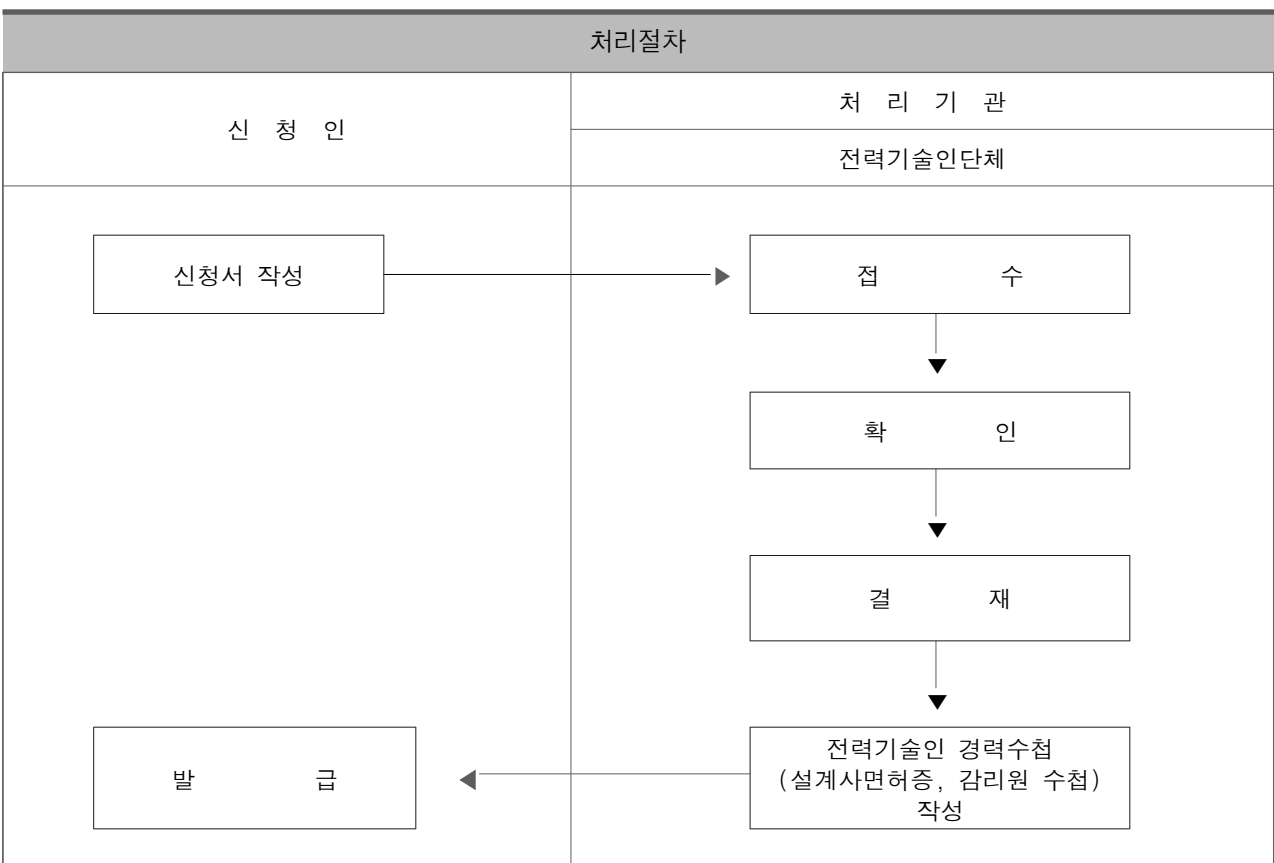 처리절차
신 청 인
처 리 기 관
전력기술인단체
신청서 작성
접 수
확 인
결 재
전력기술인 경력수첩
(설계사면허증, 감리원 수첩)
작성
발 급